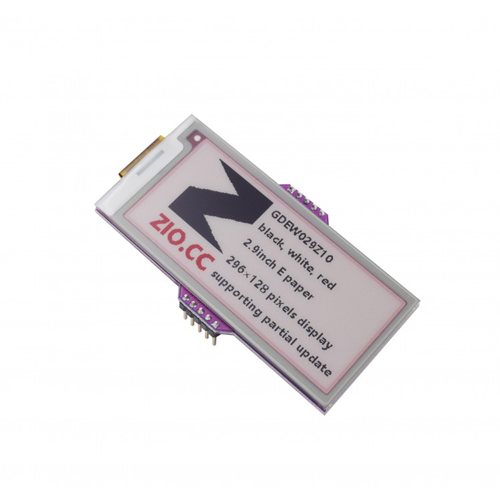 ZIO.CC
GDEW029Z10
black, white, red
2.9inch E paper
296×128 pixels display
supporting partial update